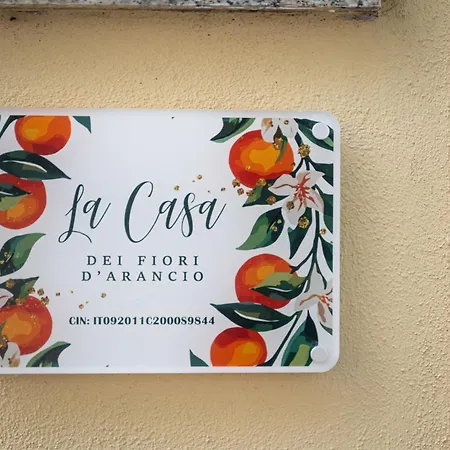 La Casa
DEI FIORI
D'ARANCIO
CIN: IT092011C2000S9844